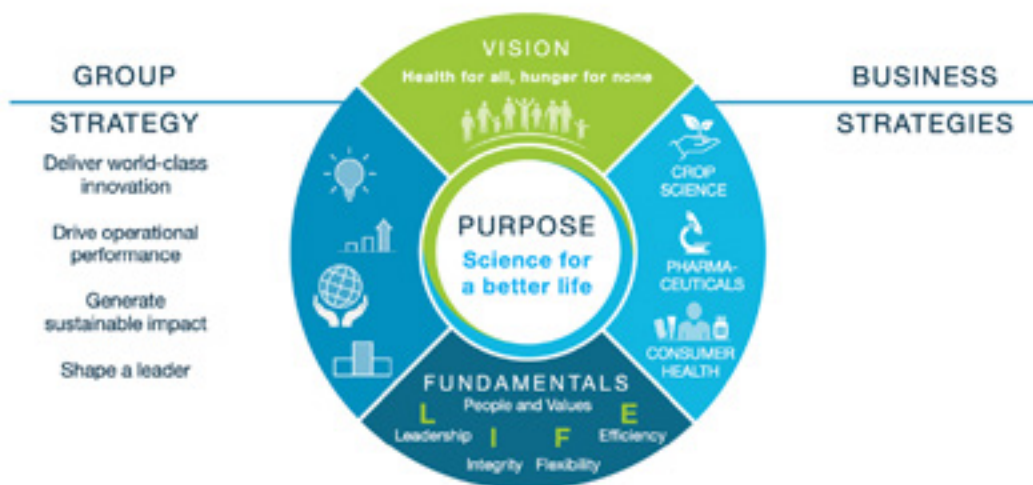 GROUP
STRATEGY
Deliver world-class
innovation
Drive operational
performance
Generate
sustainable impact
Shape a leader
VISION
Health for all, hunger for none
PURPOSE
Science for
a better life
FUNDAMENTALS
People and Values
L I F E
Leadership
Integrity
Flexibility
Efficiency
BUSINESS
STRATEGIES
CROP
SCIENCE
PHARMA-
CEUTICALS
CONSUMER
HEALTH